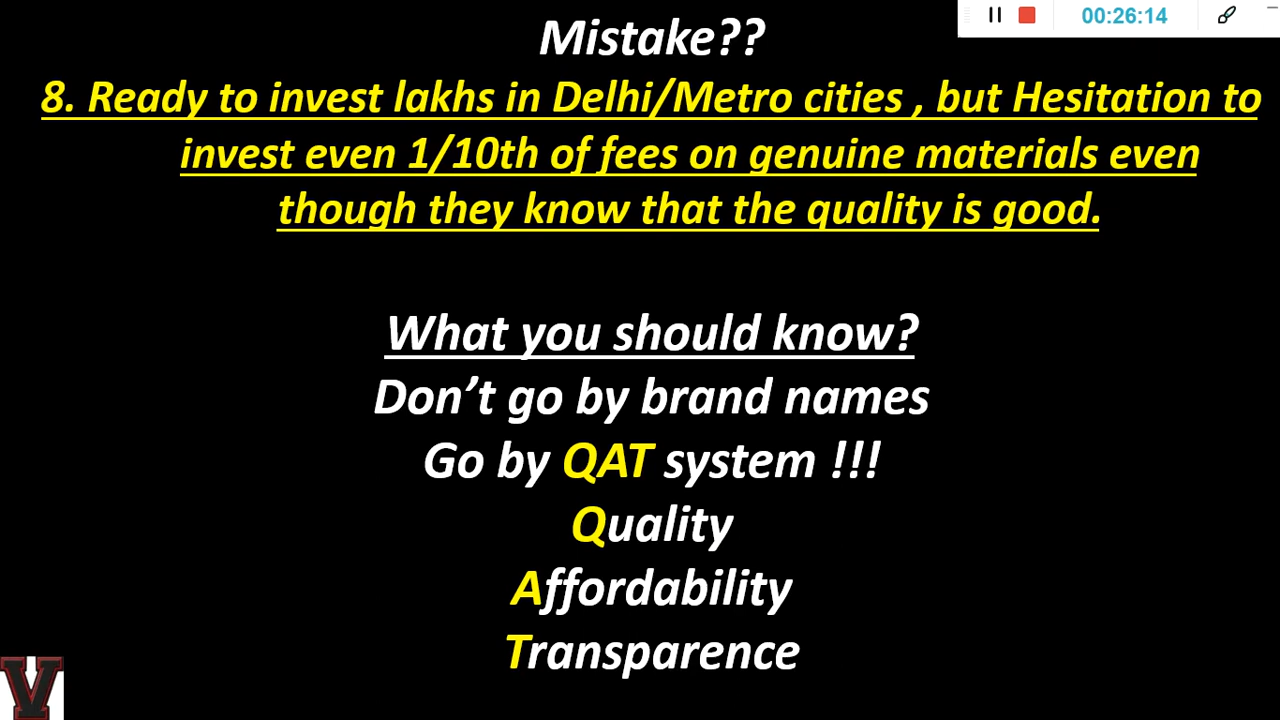 00:26:14
Mistake??
8. Ready to invest lakhs in Delhi/Metro cities , but Hesitation to
invest even 1/10th of fees on genuine materials even
though they know that the quality is good.
What you should know?
Don’t go by brand names
Go by QAT system !!!
Quality
Affordability
Transparence
V